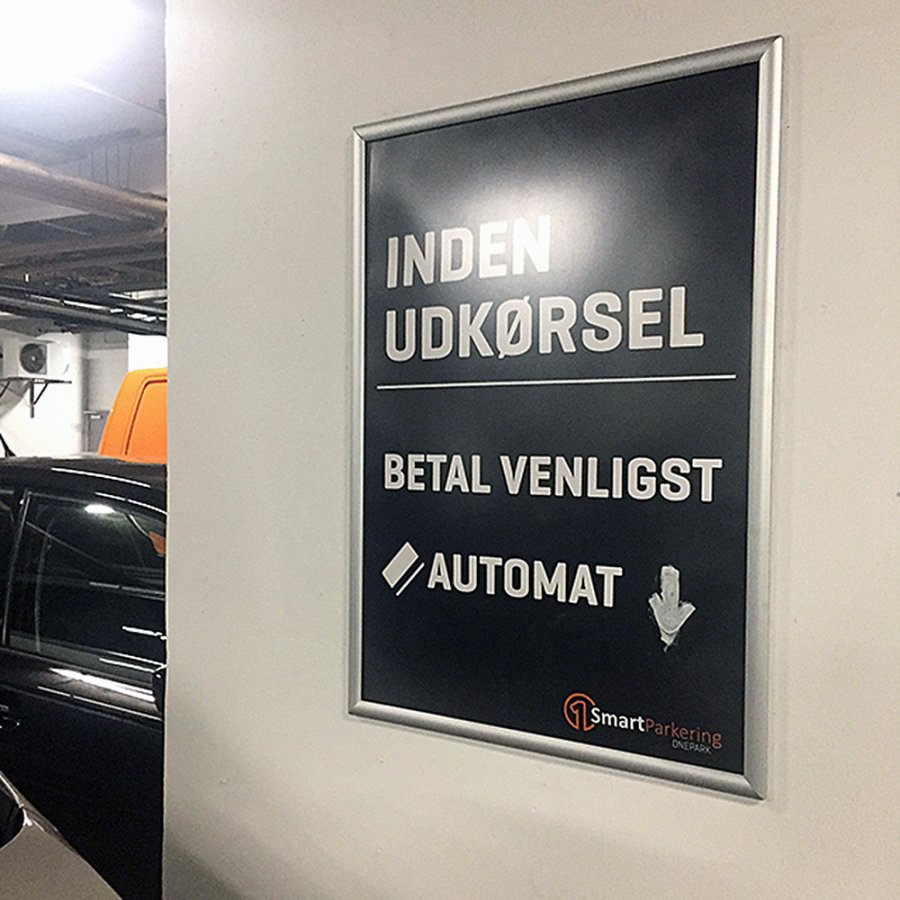 INDEN
UDKØRSEL
BETAL VENLIGST
AUTOMAT
SmartParkering
ONEPARK